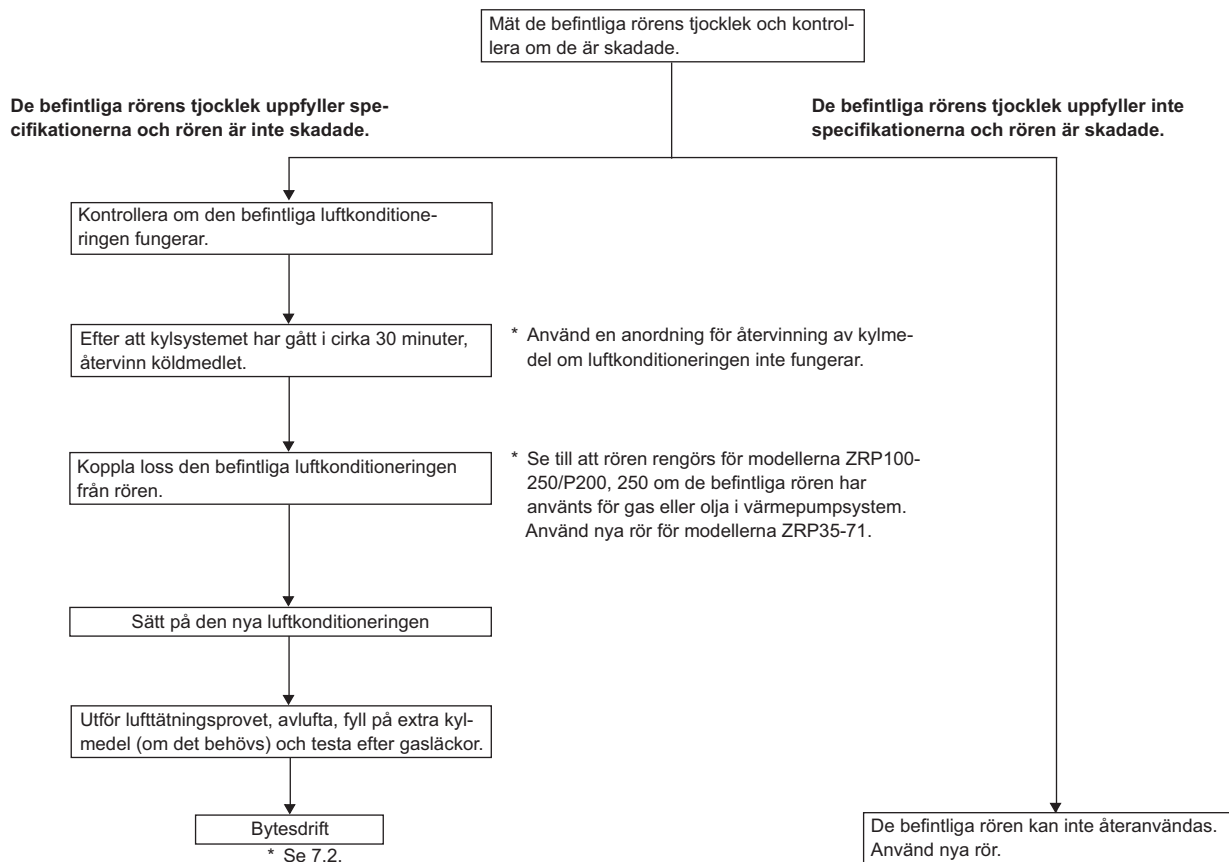 Mät de befintliga rörens tjocklek och kontrol-
lera om de är skadade.
De befintliga rörens tjocklek uppfyller spe-
cifikationerna och rören är inte skadade.
De befintliga rörens tjocklek uppfyller inte
specifikationerna och rören är skadade.
Kontrollera om den befintliga luftkonditione-
ringen fungerar.
Efter att kylsystemet har gått i cirka 30 minuter,
återvinn köldmedlet.
* Använd en anordning för återvinning av kylme-
del om luftkonditioneringen inte fungerar.
Koppla loss den befintliga luftkonditioneringen
från rören.
* Se till att rören rengörs för modellerna ZRP100-
250/P200, 250 om de befintliga rören har
använts för gas eller olja i värmepumpsystem.
Använd nya rör för modellerna ZRP35-71.
Sätt på den nya luftkonditioneringen
Utför lufttätningsprovet, avlufta, fyll på extra kyl-
medel (om det behövs) och testa efter gasläckor.
Bytesdrift
* Se 7.2.
De befintliga rören kan inte återanvändas.
Använd nya rör.